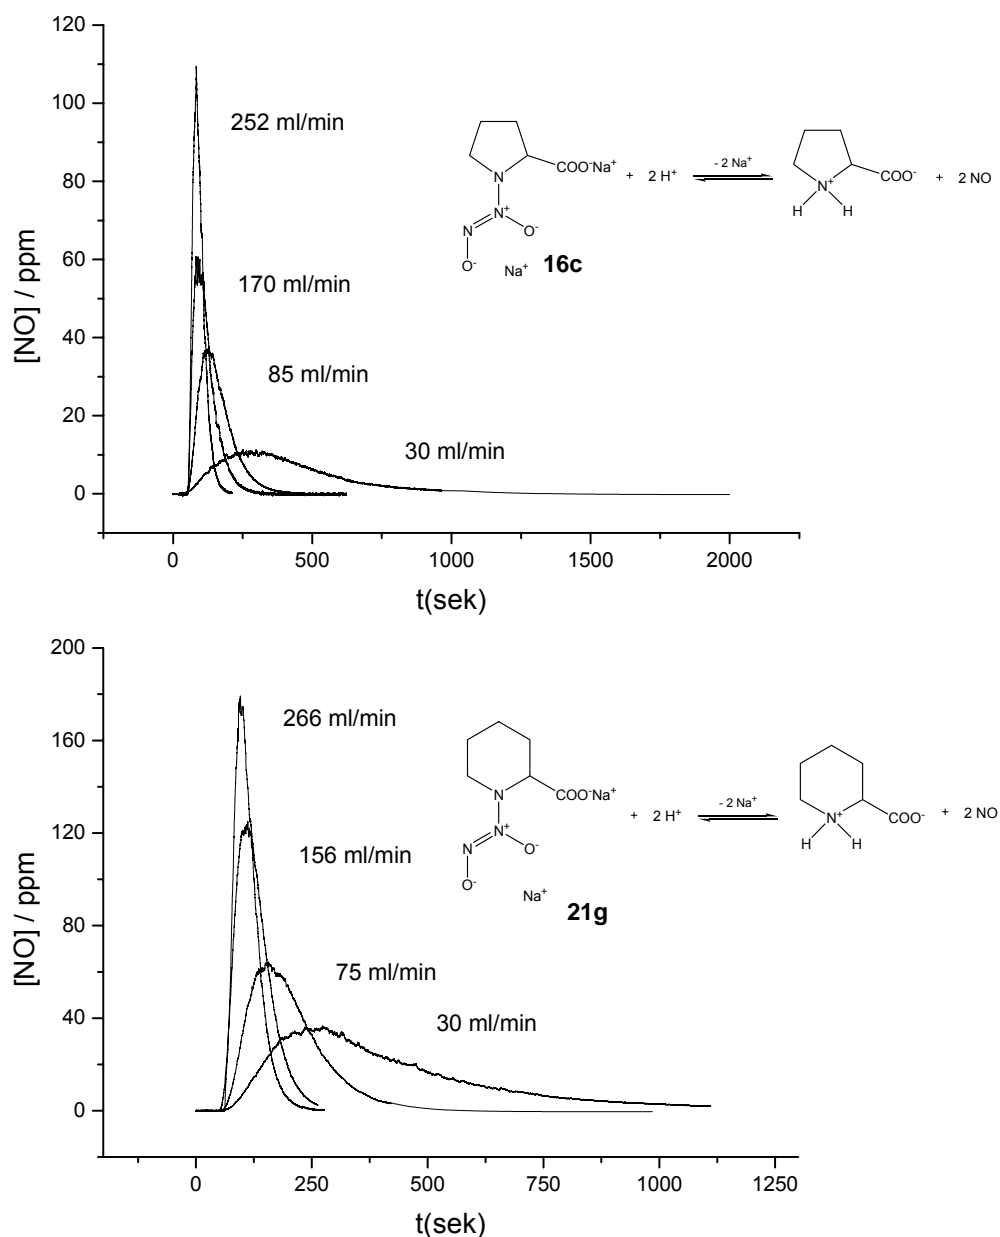 120
100
80
60
40
20
0
[NO] / ppm
252 ml/min
170 ml/min
85 ml/min
30 ml/min
N
COO⁻Na⁺
N
N⁺
O⁻
O⁻
Na⁺ 16c
+ 2 H⁺
- 2 Na⁺
N⁺
H H
COO⁻
+ 2 NO
0 500 1000 1500 2000
t(sek)
200
160
120
80
40
0
[NO] / ppm
266 ml/min
156 ml/min
75 ml/min
30 ml/min
N
COO⁻Na⁺
N
N⁺
O⁻
O⁻
Na⁺
21g
+ 2 H⁺
- 2 Na⁺
N⁺
H H
COO⁻
+ 2 NO
0 250 500 750 1000 1250
t(sek)